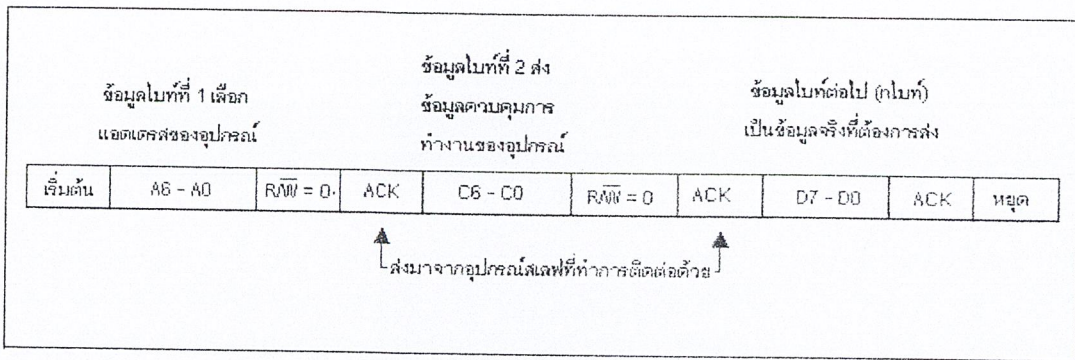 ข้อมูลไบท์ที่ 1 เลือก
แอดเดรสของอุปกรณ์
ข้อมูลไบท์ที่ 2 ส่ง
ข้อมูลควบคุมการ
ทำงานของอุปกรณ์
ข้อมูลไบท์ต่อไป (กไบท์)
เป็นข้อมูลจริงที่ต้องการส่ง
เริ่มต้น A6 - A0 R/W̅ = 0 ACK C6 - C0 R/W̅ = 0 ACK D7 - D0 ACK หยุด
ส่งมาจากอุปกรณ์สเลฟที่ทำการติดต่อด้วย